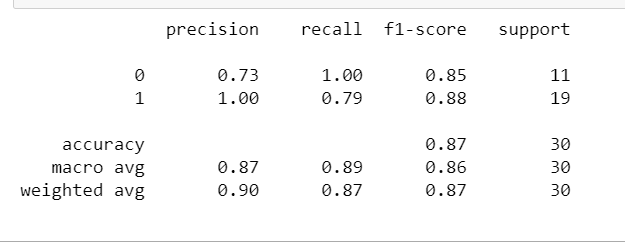 precision recall f1-score support
0 0.73 1.00 0.85 11
1 1.00 0.79 0.88 19
accuracy 0.87 30
macro avg 0.87 0.89 0.86 30
weighted avg 0.90 0.87 0.87 30